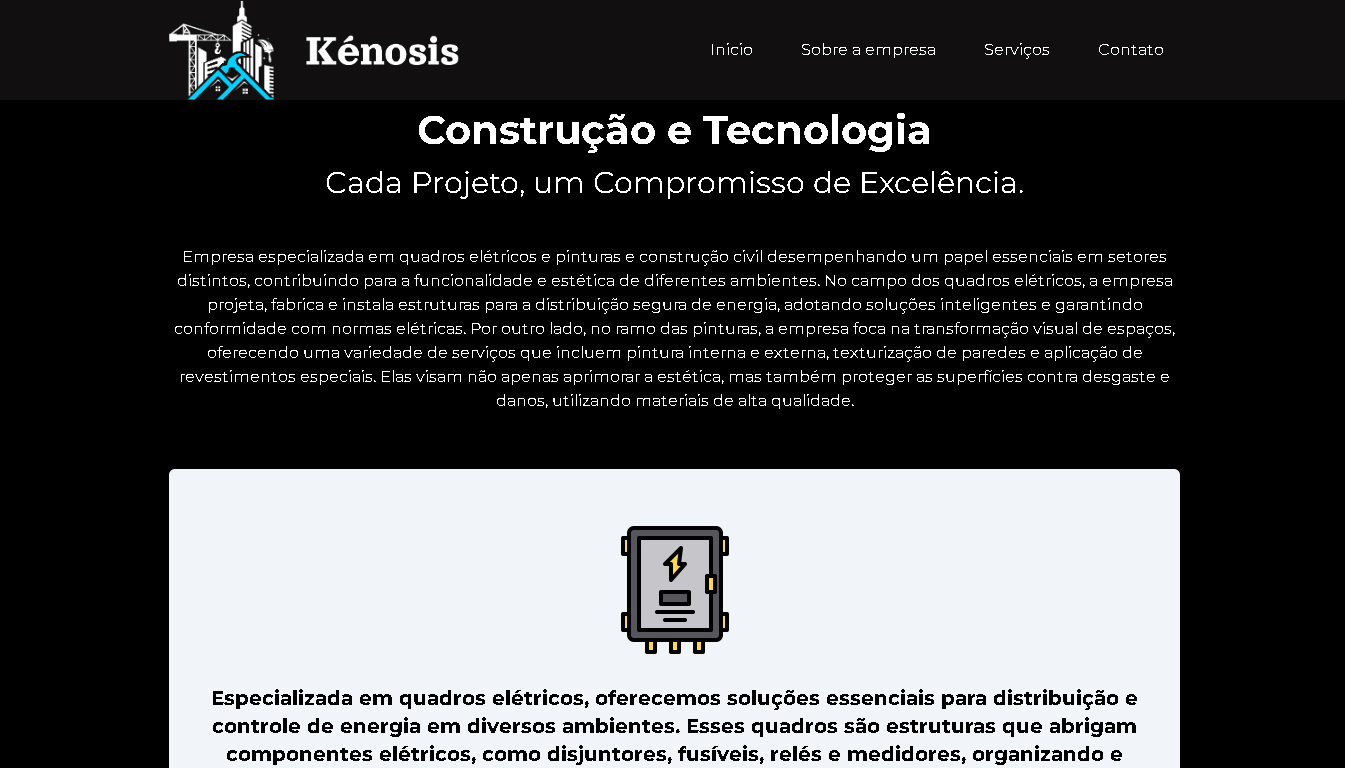 Kénosis
Início
Sobre a empresa
Serviços
Contato
Construção e Tecnologia
Cada Projeto, um Compromisso de Excelência.
Empresa especializada em quadros elétricos e pinturas e construção civil desempenhando um papel essenciais em setores
distintos, contribuindo para a funcionalidade e estética de diferentes ambientes. No campo dos quadros elétricos, a empresa
projeta, fabrica e instala estruturas para a distribuição segura de energia, adotando soluções inteligentes e garantindo
conformidade com normas elétricas. Por outro lado, no ramo das pinturas, a empresa foca na transformação visual de espaços,
oferecendo uma variedade de serviços que incluem pintura interna e externa, texturização de paredes e aplicação de
revestimentos especiais. Elas visam não apenas aprimorar a estética, mas também proteger as superfícies contra desgaste e
danos, utilizando materiais de alta qualidade.
Especializada em quadros elétricos, oferecemos soluções essenciais para distribuição e
controle de energia em diversos ambientes. Esses quadros são estruturas que abrigam
componentes elétricos, como disjuntores, fusíveis, relés e medidores, organizando e